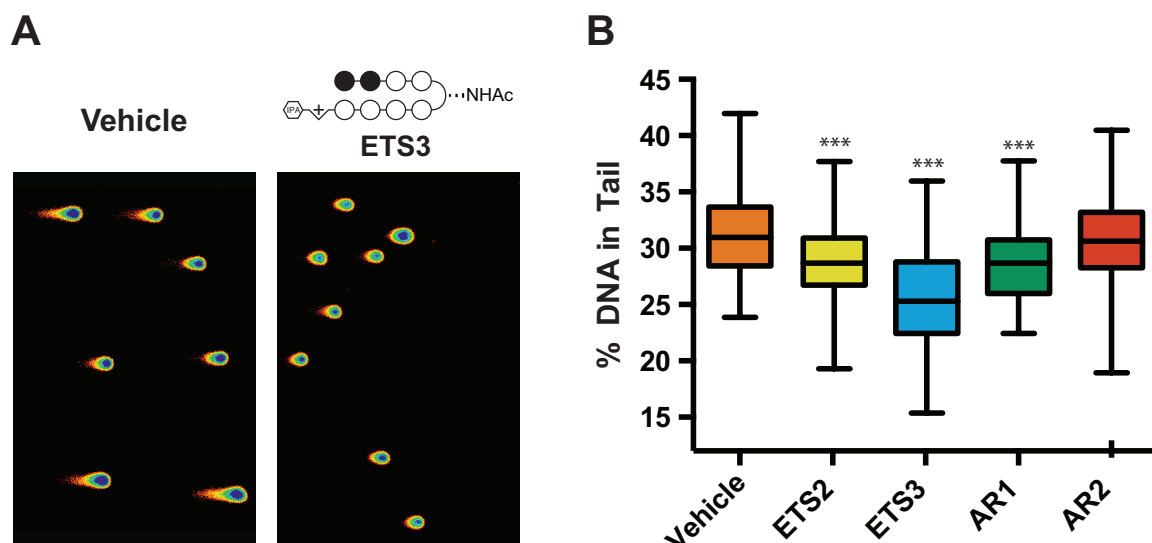 A
Vehicle
IPA
+
NHAc
ETS3
B
% DNA in Tail
45
40
35
30
25
20
15
***
***
***
Vehicle
ETS2
ETS3
AR1
AR2